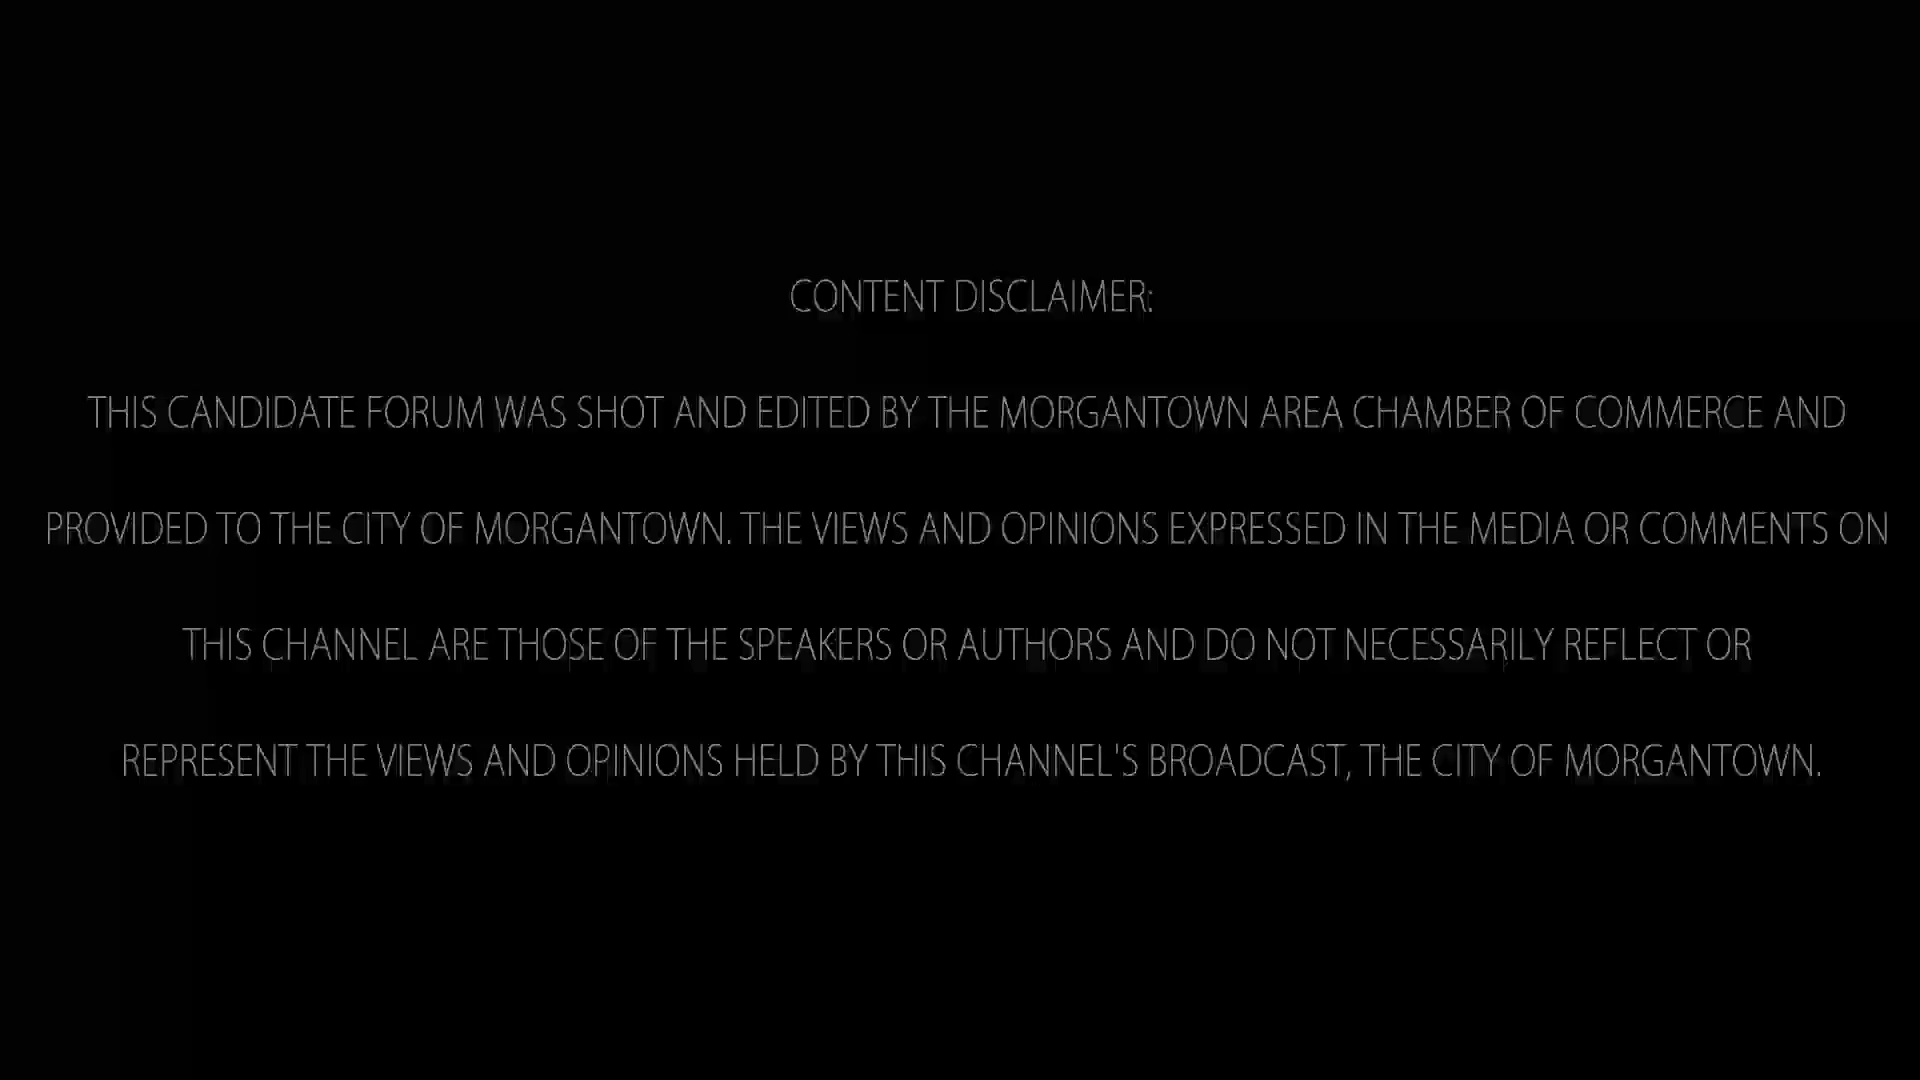 CONTENT DISCLAIMER:
THIS CANDIDATE FORUM WAS SHOT AND EDITED BY THE MORGANTOWN AREA CHAMBER OF COMMERCE AND
PROVIDED TO THE CITY OF MORGANTOWN. THE VIEWS AND OPINIONS EXPRESSED IN THE MEDIA OR COMMENTS ON
THIS CHANNEL ARE THOSE OF THE SPEAKERS OR AUTHORS AND DO NOT NECESSARILY REFLECT OR
REPRESENT THE VIEWS AND OPINIONS HELD BY THIS CHANNEL'S BROADCAST, THE CITY OF MORGANTOWN.